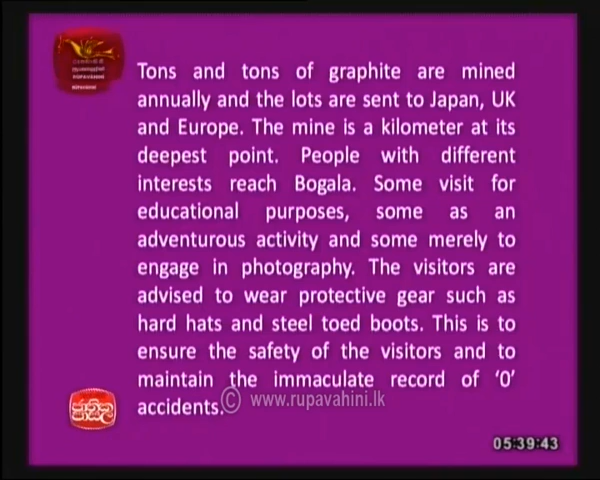 Tons and tons of graphite are mined
annually and the lots are sent to Japan, UK
and Europe. The mine is a kilometer at its
deepest point. People with different
interests reach Bogala. Some visit for
educational purposes, some as an
adventurous activity and some merely to
engage in photography. The visitors are
advised to wear protective gear such as
hard hats and steel toed boots. This is to
ensure the safety of the visitors and to
maintain the immaculate record of ‘0’
accidents.
© www.rupavahini.lk
05:39:43